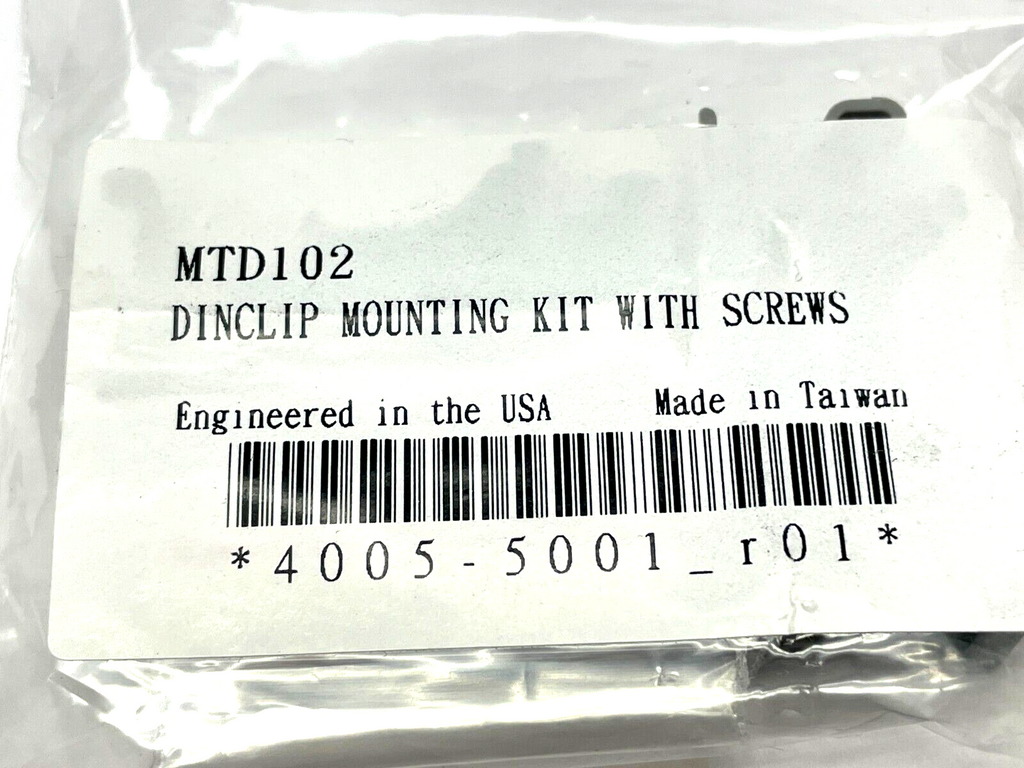 MTD102
DINCLIP MOUNTING KIT WITH SCREWS
Engineered in the USA Made in Taiwan
*4005-5001_r01*